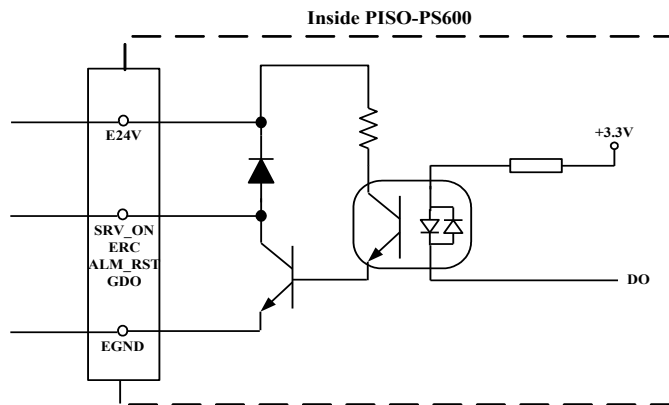 Inside PISO-PS600
E24V
+3.3V
SRV_ON
ERC
ALM_RST
GDO
DO
EGND